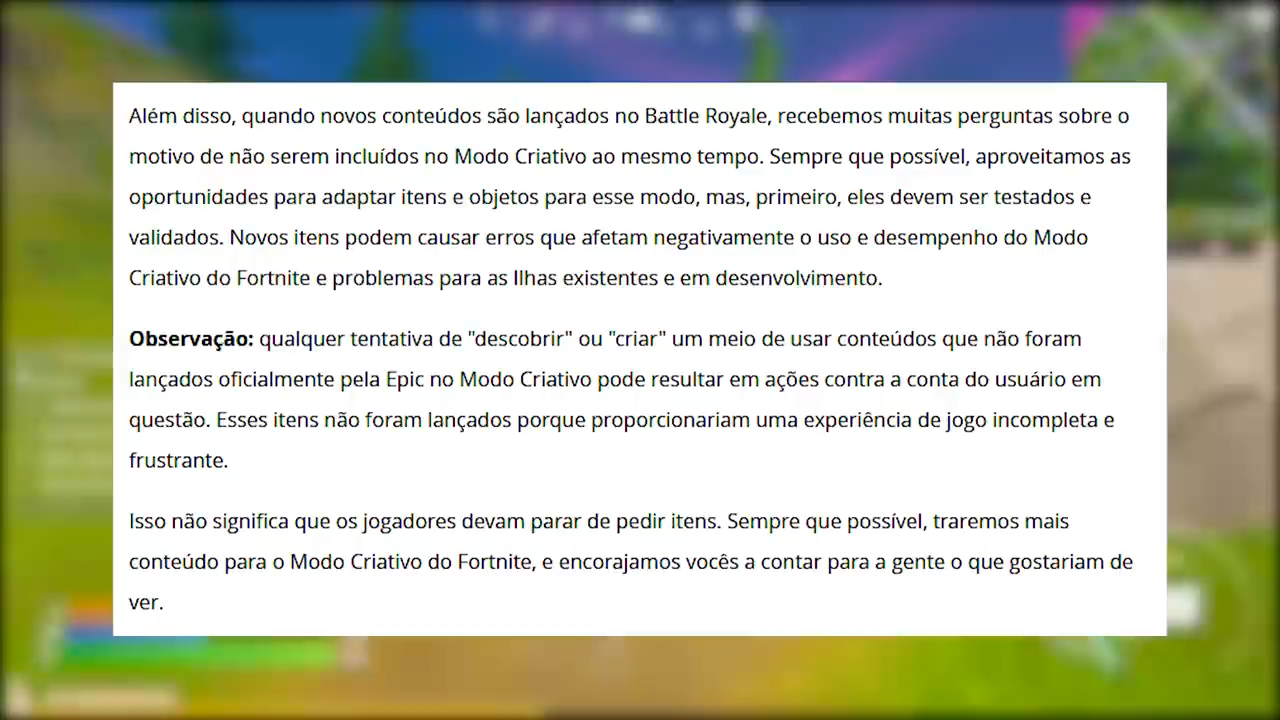 Além disso, quando novos conteúdos são lançados no Battle Royale, recebemos muitas perguntas sobre o
motivo de não serem incluídos no Modo Criativo ao mesmo tempo. Sempre que possível, aproveitamos as
oportunidades para adaptar itens e objetos para esse modo, mas, primeiro, eles devem ser testados e
validados. Novos itens podem causar erros que afetam negativamente o uso e desempenho do Modo
Criativo do Fortnite e problemas para as Ilhas existentes e em desenvolvimento.
Observação: qualquer tentativa de "descobrir" ou "criar" um meio de usar conteúdos que não foram
lançados oficialmente pela Epic no Modo Criativo pode resultar em ações contra a conta do usuário em
questão. Esses itens não foram lançados porque proporcionariam uma experiência de jogo incompleta e
frustrante.
Isso não significa que os jogadores devam parar de pedir itens. Sempre que possível, traremos mais
conteúdo para o Modo Criativo do Fortnite, e encorajamos vocês a contar para a gente o que gostariam de
ver.